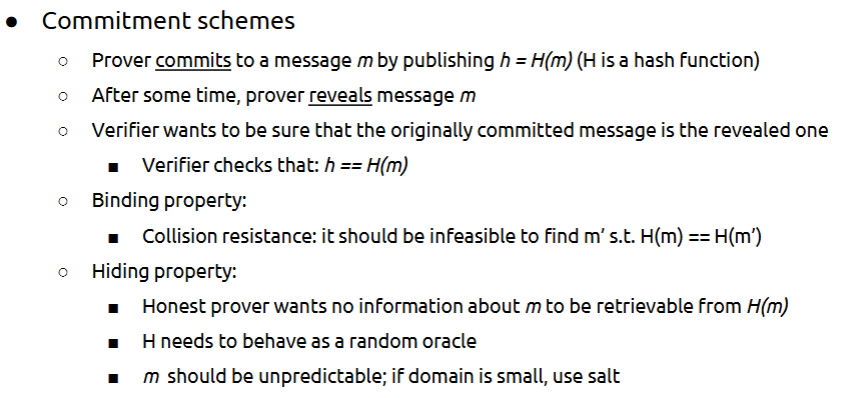 ● Commitment schemes
○ Prover commits to a message m by publishing h = H(m) (H is a hash function)
○ After some time, prover reveals message m
○ Verifier wants to be sure that the originally committed message is the revealed one
■ Verifier checks that: h == H(m)
○ Binding property:
■ Collision resistance: it should be infeasible to find m’ s.t. H(m) == H(m’)
○ Hiding property:
■ Honest prover wants no information about m to be retrievable from H(m)
■ H needs to behave as a random oracle
■ m should be unpredictable; if domain is small, use salt